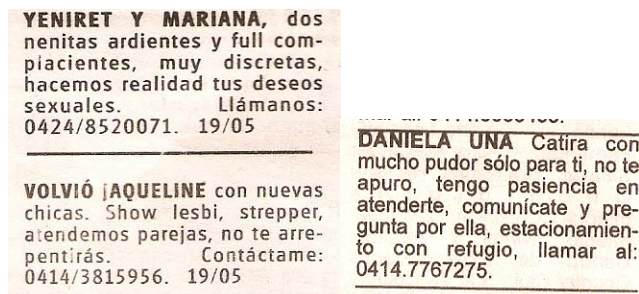 YENIRET Y MARIANA, dos
nenitas ardientes y full com-
placientes, muy discretas,
hacemos realidad tus deseos
sexuales. Llámanos:
0424/8520071. 19/05
VOLVIÓ JAQUELINE con nuevas
chicas. Show lesbi, strepper,
atendemos parejas, no te arre-
pentirás. Contáctame:
0414/3815956. 19/05
DANIELA UNA Catira con
mucho pudor sólo para ti, no te
apuro, tengo pasiencia en
atenderte, comunícate y pre-
gunta por ella, estacionamien-
to con refugio, llamar al:
0414.7767275.